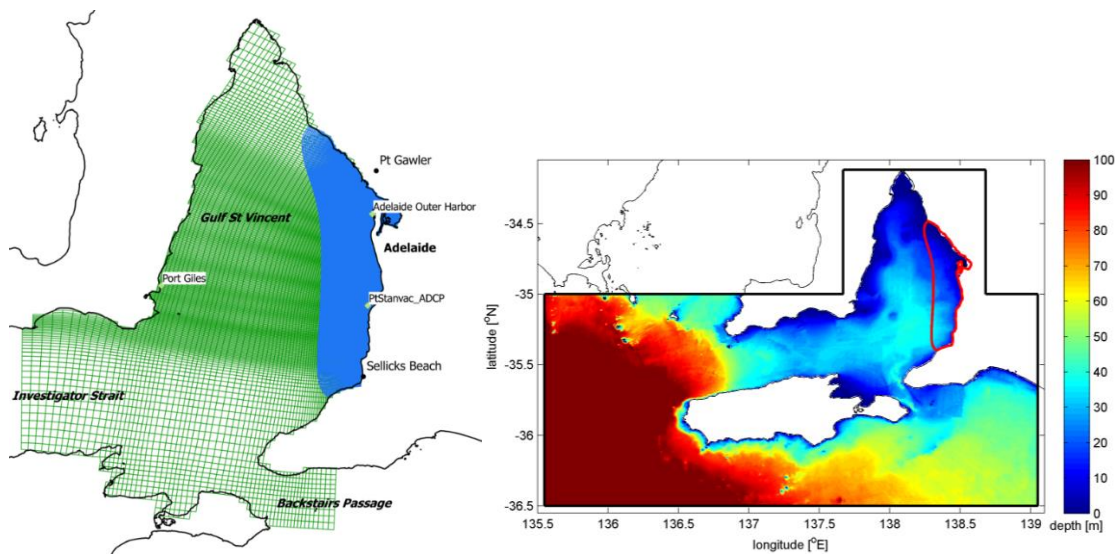 Pt Gawler
Adelaide Outer Harbor
Gulf St Vincent
Adelaide
Port Giles
PtStanvac_ADCP
Sellicks Beach
Investigator Strait
Backstairs Passage
100
90
80
70
60
50
40
30
20
10
0
depth [m]
-34.5
-35
-35.5
-36
-36.5
latitude [°N]
135.5 136 136.5 137 137.5 138 138.5 139
longitude [°E]